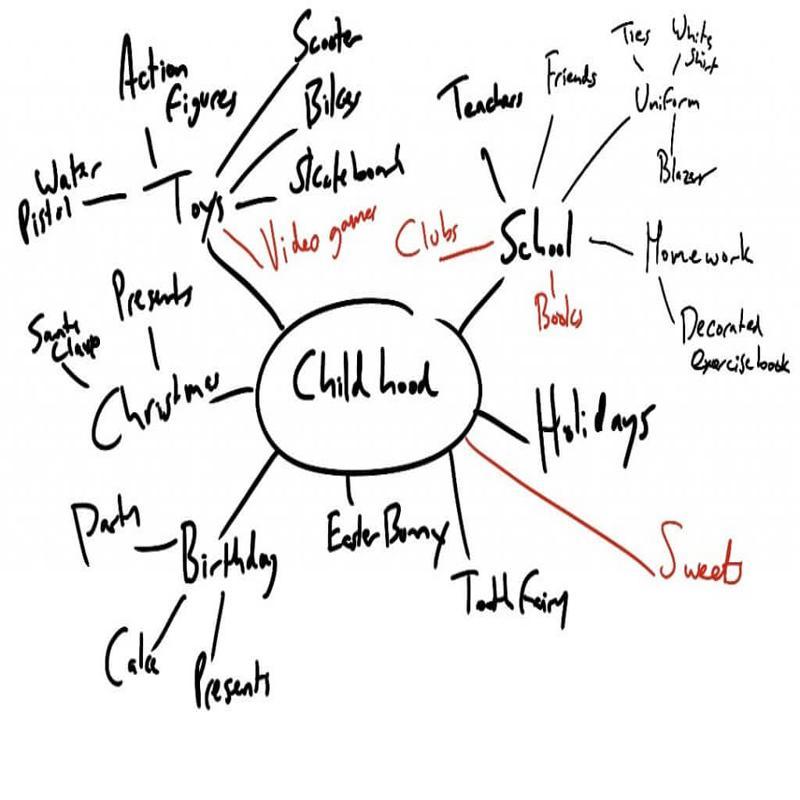 Scooter
Action
Figures
Bikes
Skateboard
Water
Pistol
Toys
Video games
Teachers
Friends
Ties
White
Shirt
Uniform
Blazer
Clubs
School
Books
Homework
Decorated
exercise book
Presents
Santa
Claus
Christmas
Childhood
Holidays
Party
Birthday
Easter Bunny
Tooth Fairy
Sweets
Cake
Presents